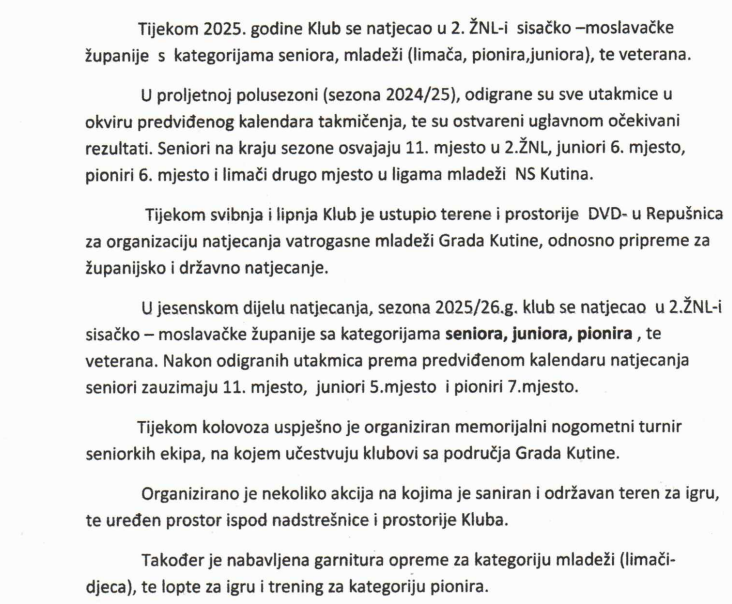 Tijekom 2025. godine Klub se natjecao u 2. ŽNL-i sisačko –moslavačke
županije s kategorijama seniora, mladeži (limača, pionira,juniora), te veterana.
U proljetnoj polusezoni (sezona 2024/25), odigrane su sve utakmice u
okviru predviđenog kalendara takmičenja, te su ostvareni uglavnom očekivani
rezultati. Seniori na kraju sezone osvajaju 11. mjesto u 2.ŽNL, juniori 6. mjesto,
pioniri 6. mjesto i limači drugo mjesto u ligama mladeži NS Kutina.
Tijekom svibnja i lipnja Klub je ustupio terene i prostorije DVD- u Repušnica
za organizaciju natjecanja vatrogasne mladeži Grada Kutine, odnosno pripreme za
županijsko i državno natjecanje.
U jesenskom dijelu natjecanja, sezona 2025/26.g. klub se natjecao u 2.ŽNL-i
sisačko – moslavačke županije sa kategorijama seniora, juniora, pionira , te
veterana. Nakon odigranih utakmica prema predviđenom kalendaru natjecanja
seniori zauzimaju 11. mjesto, juniori 5.mjesto i pioniri 7.mjesto.
Tijekom kolovoza uspješno je organiziran memorijalni nogometni turnir
seniorkih ekipa, na kojem učestvuju klubovi sa područja Grada Kutine.
Organizirano je nekoliko akcija na kojima je saniran i održavan teren za igru,
te uređen prostor ispod nadstrešnice i prostorije Kluba.
Također je nabavljena garnitura opreme za kategoriju mladeži (limači-
djeca), te lopte za igru i trening za kategoriju pionira.